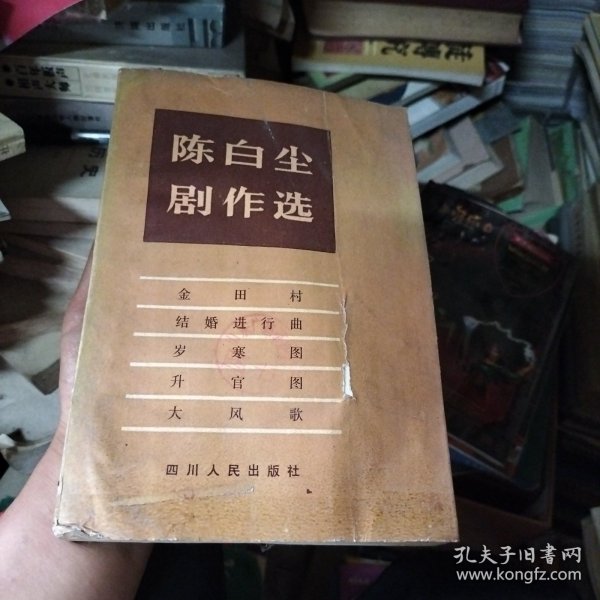 陈白尘
剧作选
金田村
结婚进行曲
岁寒图
升官图
大风歌
四川人民出版社
孔夫子旧书网
www.kongfz.com